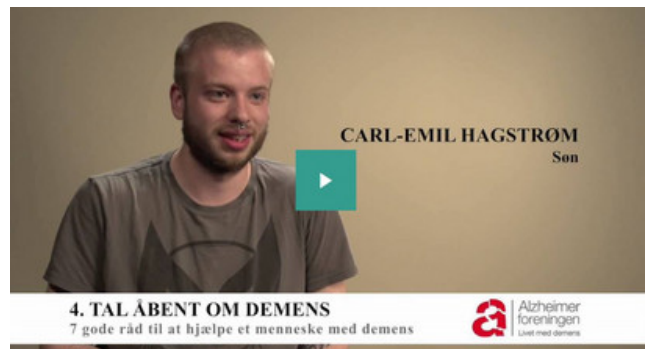 CARL-EMIL HAGSTRØM
Søn
4. TAL ÅBENT OM DEMENS
7 gode råd til at hjælpe et menneske med demens
Alzheimer
foreningen
Livet med demens